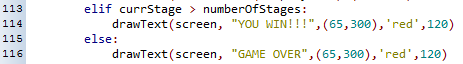 113 elif currStage > numberOfStages:
114 drawText(screen, "YOU WIN!!!",(65,300),'red',120)
115 else:
116 drawText(screen, "GAME OVER",(65,300),'red',120)